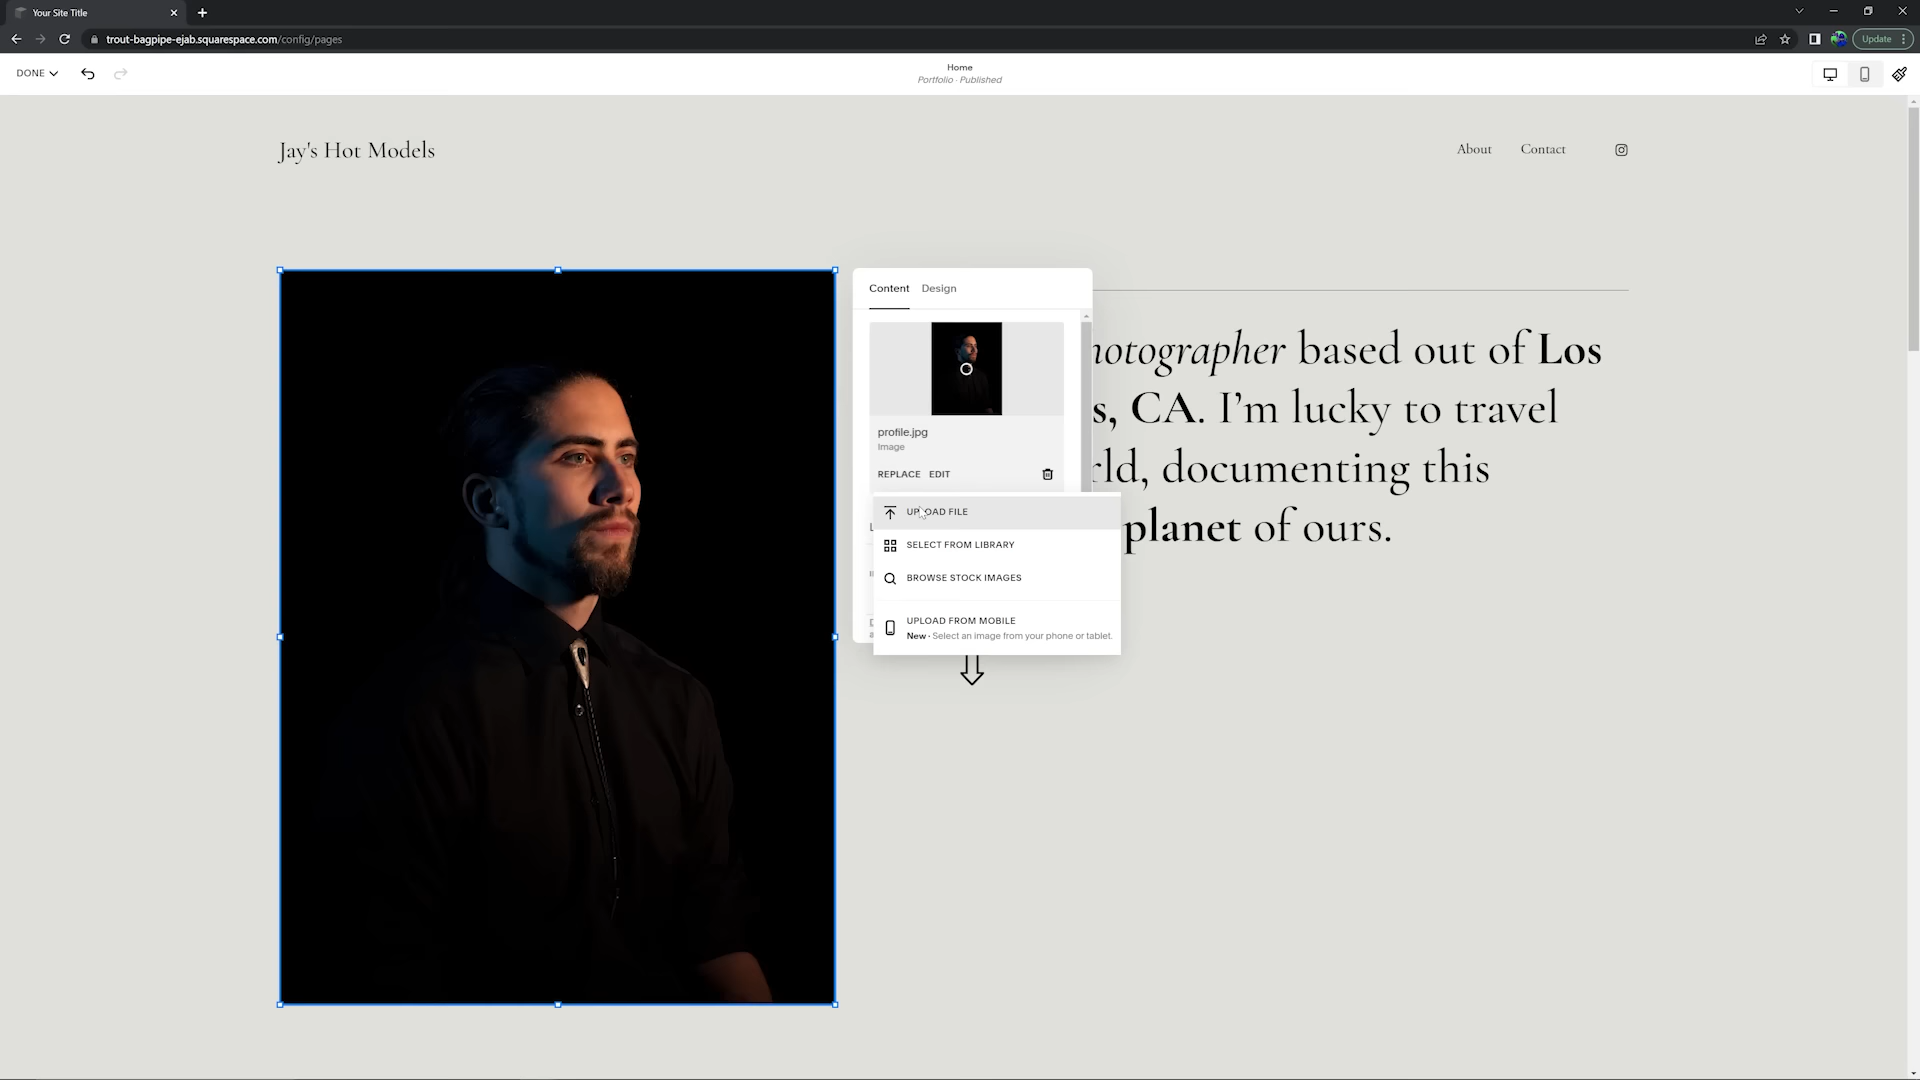 Your Site Title
trout-bagpipe-ejab.squarespace.com/config/pages
Update
DONE
Home
Portfolio · Published
Jay's Hot Models
About
Contact
Content
Design
profile.jpg
Image
REPLACE
EDIT
UPLOAD FILE
SELECT FROM LIBRARY
BROWSE STOCK IMAGES
UPLOAD FROM MOBILE
New · Select an image from your phone or tablet.
hotographer based out of Los
s, CA. I’m lucky to travel
rld, documenting this
planet of ours.